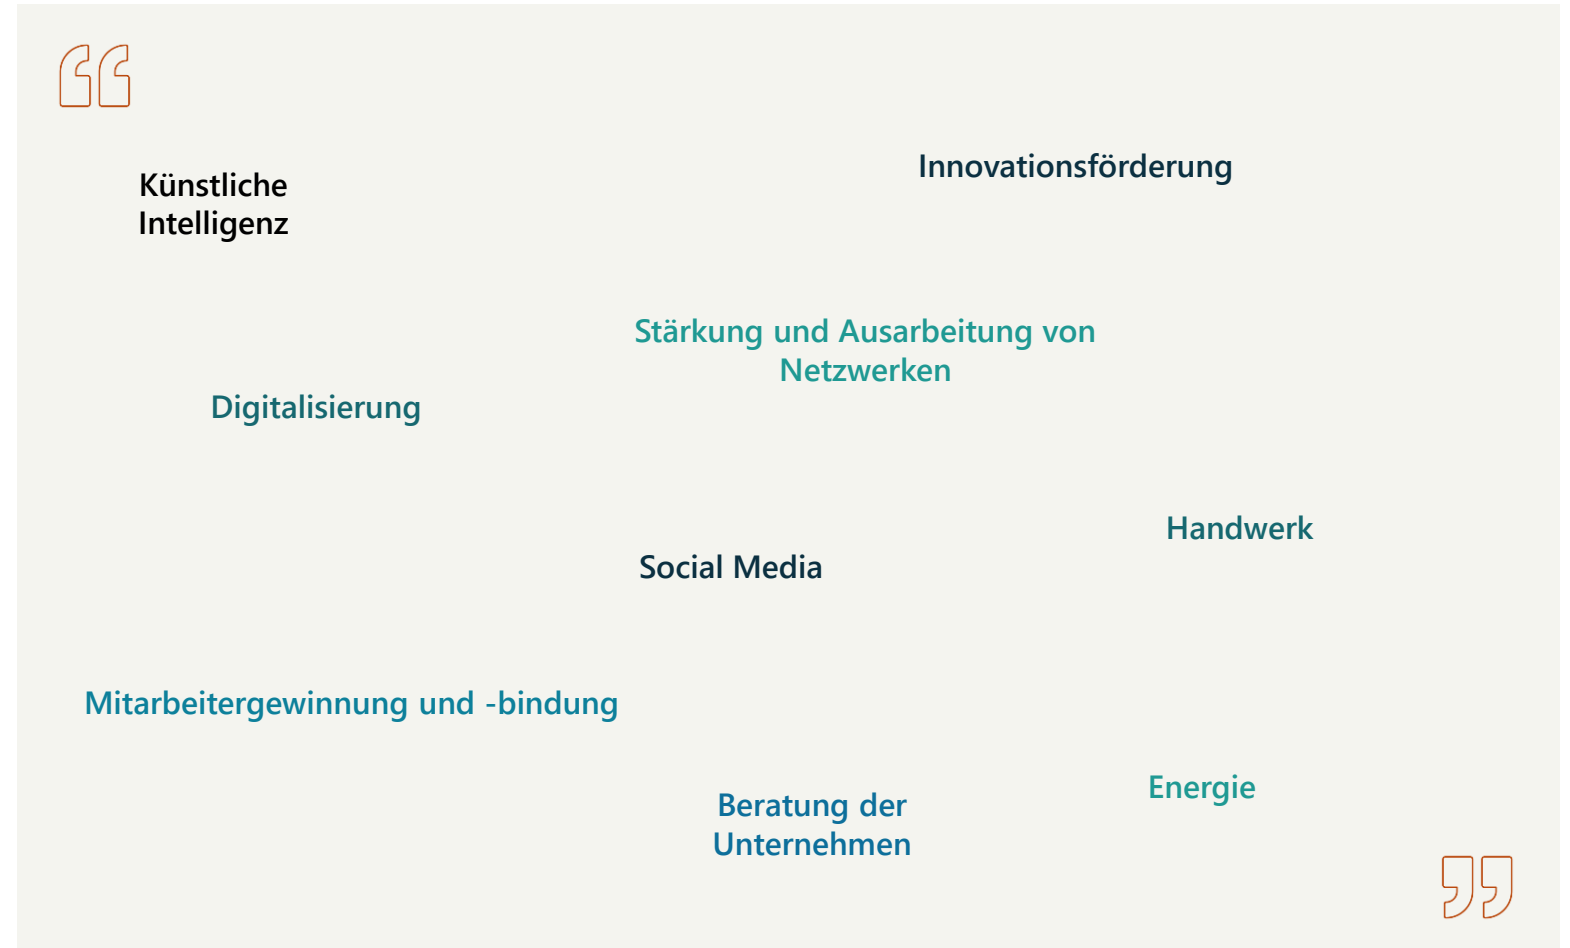 Künstliche
Intelligenz
Innovationsförderung
Stärkung und Ausarbeitung von
Netzwerken
Digitalisierung
Handwerk
Social Media
Mitarbeitergewinnung und -bindung
Energie
Beratung der
Unternehmen